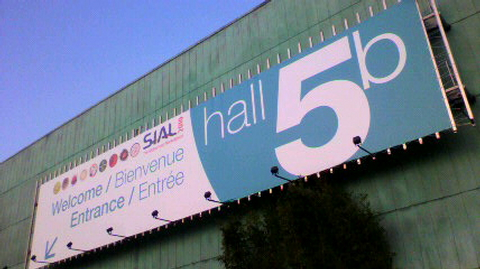 SIAL
Welcome / Bienvenue
Entrance / Entrée
hall 5b